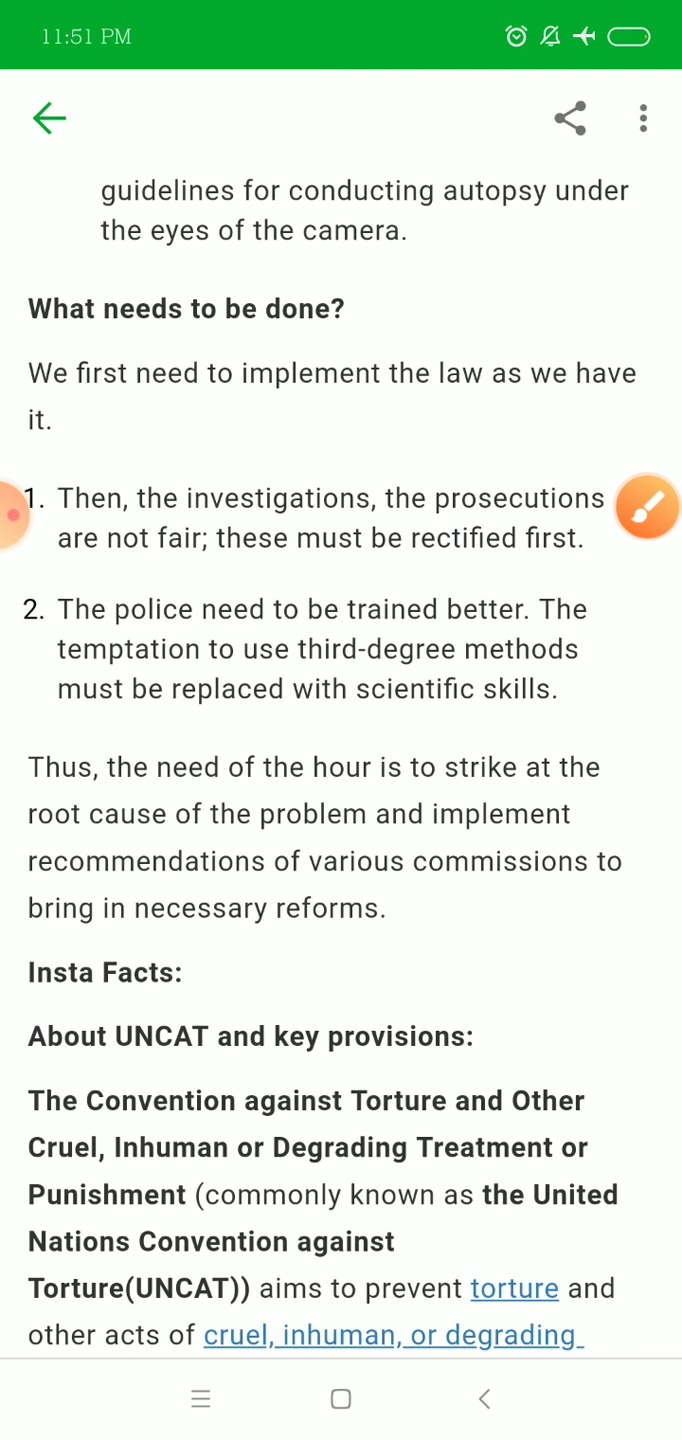 11:51 PM
guidelines for conducting autopsy under
the eyes of the camera.
What needs to be done?
We first need to implement the law as we have
it.
1. Then, the investigations, the prosecutions
are not fair; these must be rectified first.
2. The police need to be trained better. The
temptation to use third-degree methods
must be replaced with scientific skills.
Thus, the need of the hour is to strike at the
root cause of the problem and implement
recommendations of various commissions to
bring in necessary reforms.
Insta Facts:
About UNCAT and key provisions:
The Convention against Torture and Other
Cruel, Inhuman or Degrading Treatment or
Punishment (commonly known as the United
Nations Convention against
Torture(UNCAT)) aims to prevent torture and
other acts of cruel, inhuman, or degrading